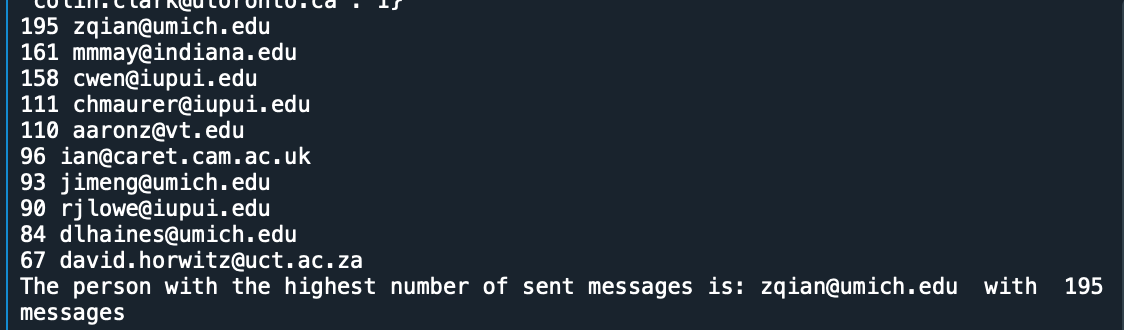 colin.clark@utoronto.ca': 1}
195 zqian@umich.edu
161 mmmay@indiana.edu
158 cwen@iupui.edu
111 chmaurer@iupui.edu
110 aaronz@vt.edu
96 ian@caret.cam.ac.uk
93 jimeng@umich.edu
90 rjlowe@iupui.edu
84 dlhaines@umich.edu
67 david.horwitz@uct.ac.za
The person with the highest number of sent messages is: zqian@umich.edu  with  195
messages